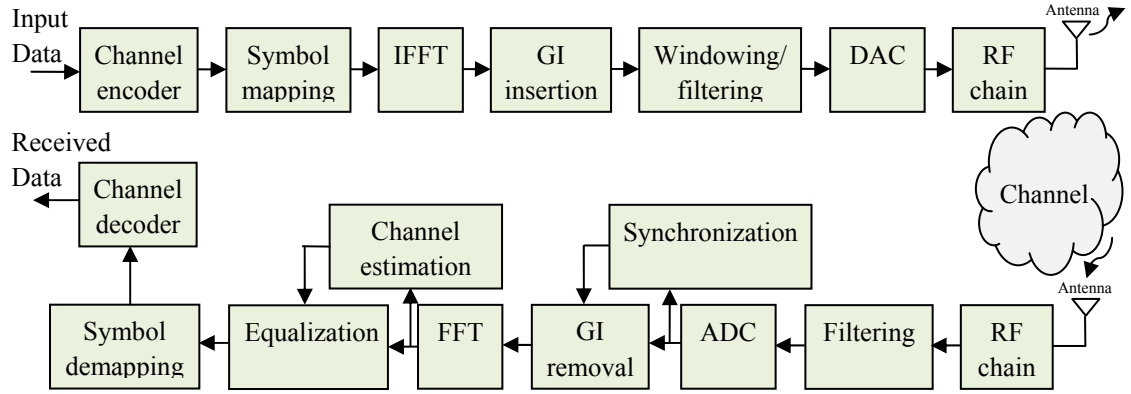 Input
Data
Channel
encoder
Symbol
mapping
IFFT
GI
insertion
Windowing/
filtering
DAC
RF
chain
Antenna
Channel
Antenna
RF
chain
Filtering
ADC
Synchronization
GI
removal
FFT
Channel
estimation
Equalization
Symbol
demapping
Channel
decoder
Received
Data